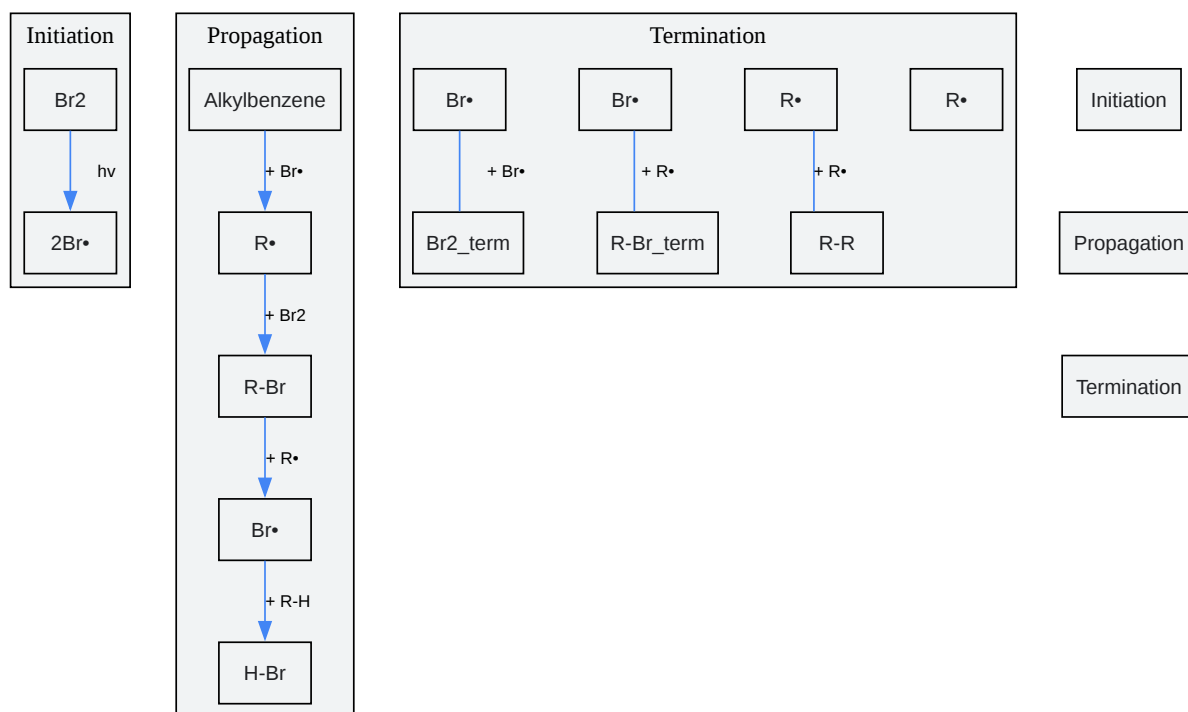 Initiation
Br2
hv
2Br•
Propagation
Alkylbenzene
+ Br•
R•
+ Br2
R-Br
+ R•
Br•
+ R-H
H-Br
Termination
Br•
Br•
R•
R•
+ Br•
+ R•
+ R•
Br2_term
R-Br_term
R-R
Initiation
Propagation
Termination